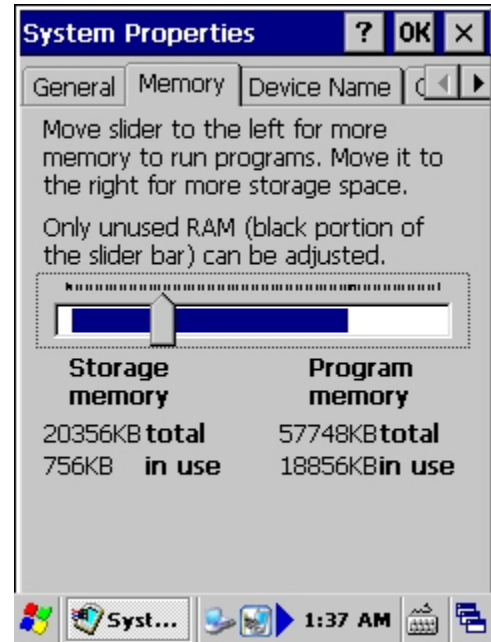 System Properties ? OK ×
General Memory Device Name
Move slider to the left for more
memory to run programs. Move it to
the right for more storage space.
Only unused RAM (black portion of
the slider bar) can be adjusted.
Storage memory
20356KB total
756KB in use
Program memory
57748KB total
18856KB in use
Syst... 1:37 AM